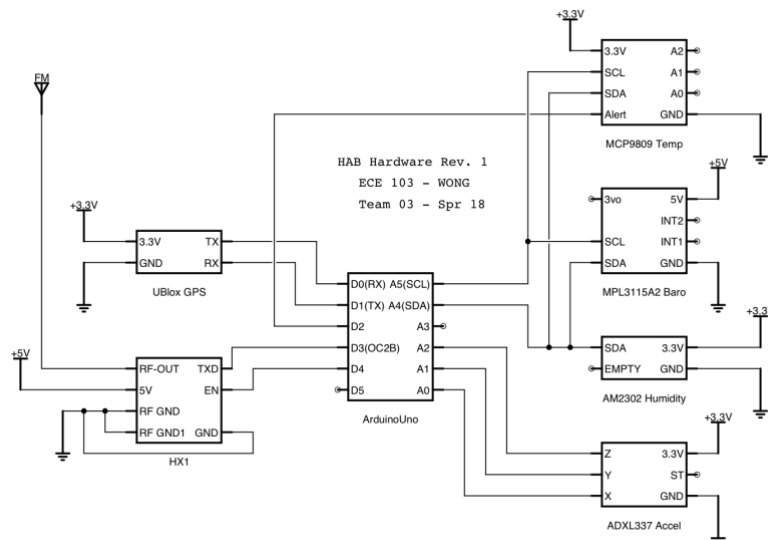 +3.3V
3.3V A2
SCL A1
SDA A0
Alert GND
MCP9809 Temp
FM
HAB Hardware Rev. 1
ECE 103 - WONG
Team 03 - Spr 18
+5V
3vo 5V
INT2
SCL INT1
SDA GND
MPL3115A2 Baro
+3.3V
3.3V TX
GND RX
UBlox GPS
D0(RX) A5(SCL)
D1(TX) A4(SDA)
D2 A3
D3(OC2B) A2
D4 A1
D5 A0
ArduinoUno
+3.3
SDA 3.3V
EMPTY GND
AM2302 Humidity
+5V
RF-OUT TXD
5V EN
RF GND
RF GND1 GND
HX1
+3.3V
Z 3.3V
Y ST
X GND
ADXL337 Accel